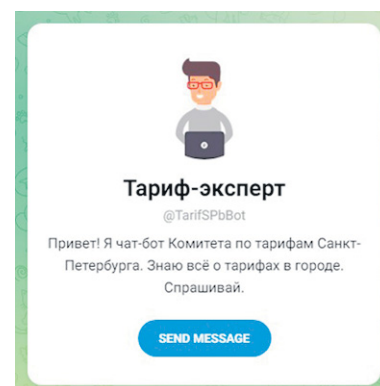 Тариф-эксперт
@TarifSPbBot
Привет! Я чат-бот Комитета по тарифам Санкт-
Петербурга. Знаю всё о тарифах в городе.
Спрашивай.
SEND MESSAGE